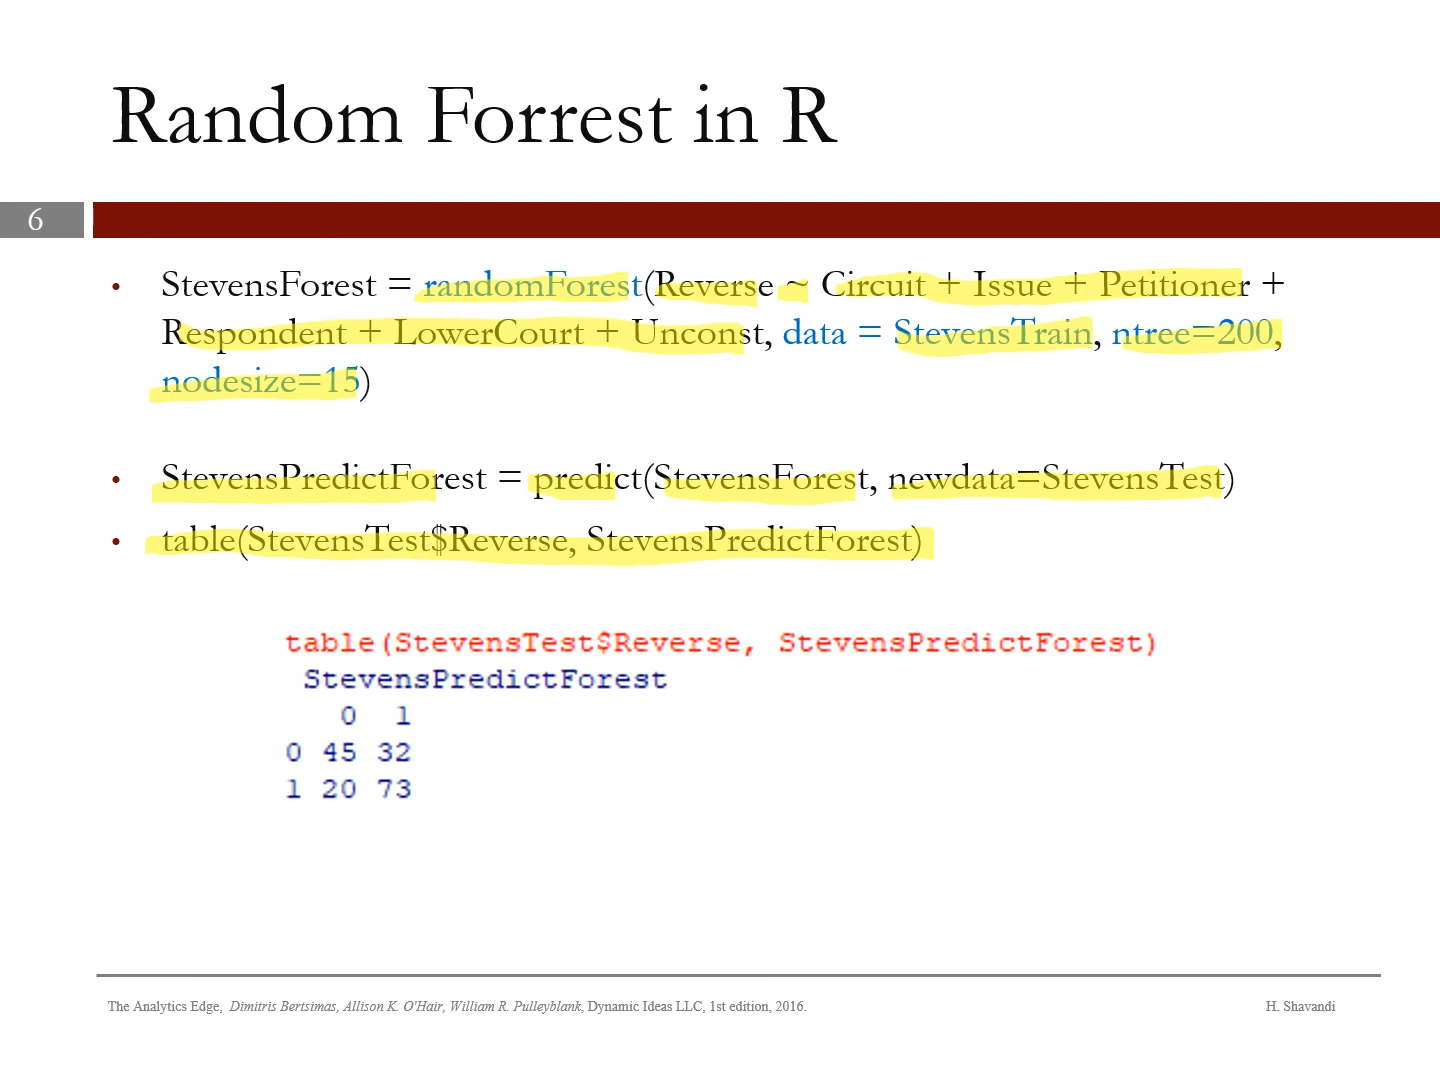 Random Forrest in R
6
• StevensForest = randomForest(Reverse ~ Circuit + Issue + Petitioner +
Respondent + LowerCourt + Unconst, data = StevensTrain, ntree=200,
nodesize=15)
• StevensPredictForest = predict(StevensForest, newdata=StevensTest)
• table(StevensTest$Reverse, StevensPredictForest)
table(StevensTest$Reverse, StevensPredictForest)
StevensPredictForest
0 1
0 45 32
1 20 73
The Analytics Edge, Dimitris Bertsimas, Allison K. O'Hair, William R. Pulleyblank, Dynamic Ideas LLC, 1st edition, 2016. H. Shavandi